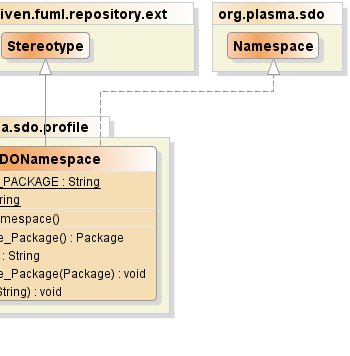 iven.fuml.repository.ext
org.plasma.sdo
Stereotype
Namespace
a.sdo.profile
DONamespace
_PACKAGE : String
ring
mespace()
e_Package() : Package
: String
e_Package(Package) : void
String) : void